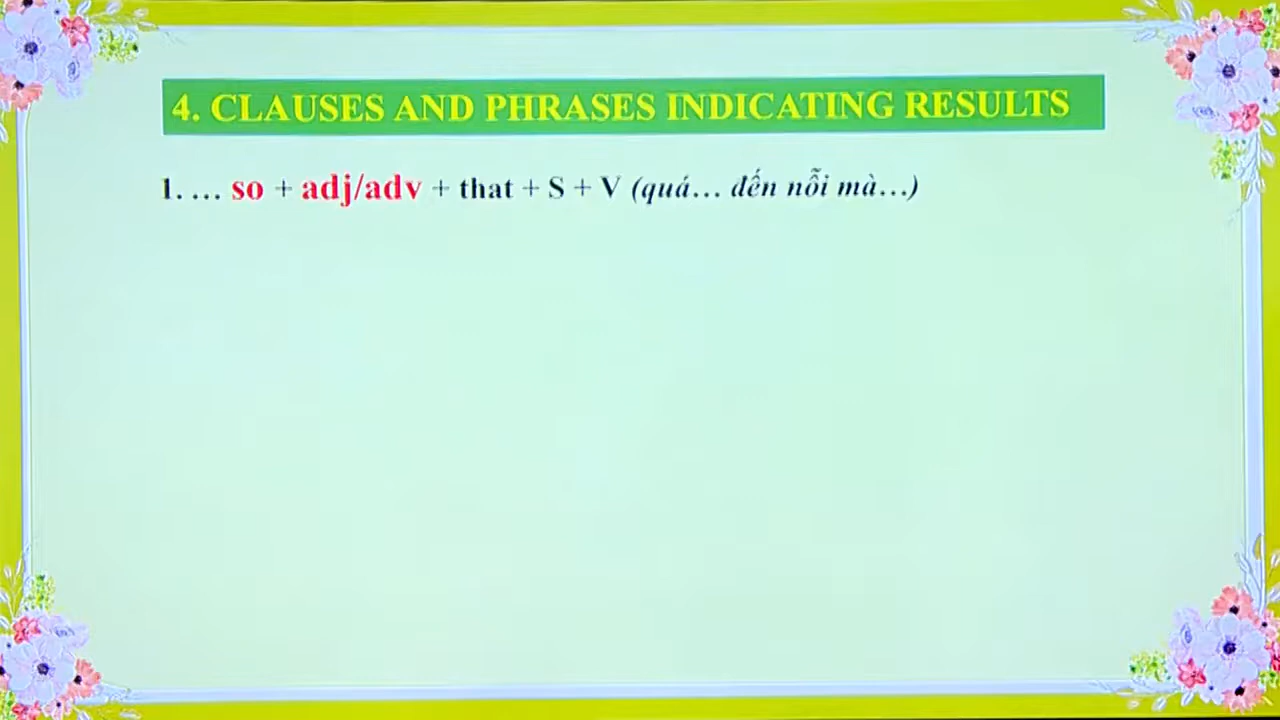 4. CLAUSES AND PHRASES INDICATING RESULTS
1. … so + adj/adv + that + S + V (quá… đến nỗi mà…)